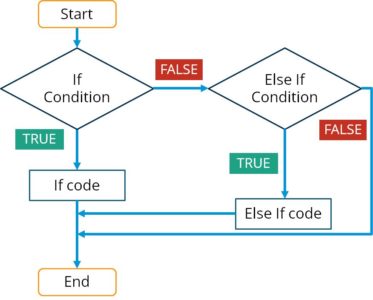 Start
If
Condition
FALSE
Else If
Condition
TRUE
FALSE
TRUE
If code
Else If code
End